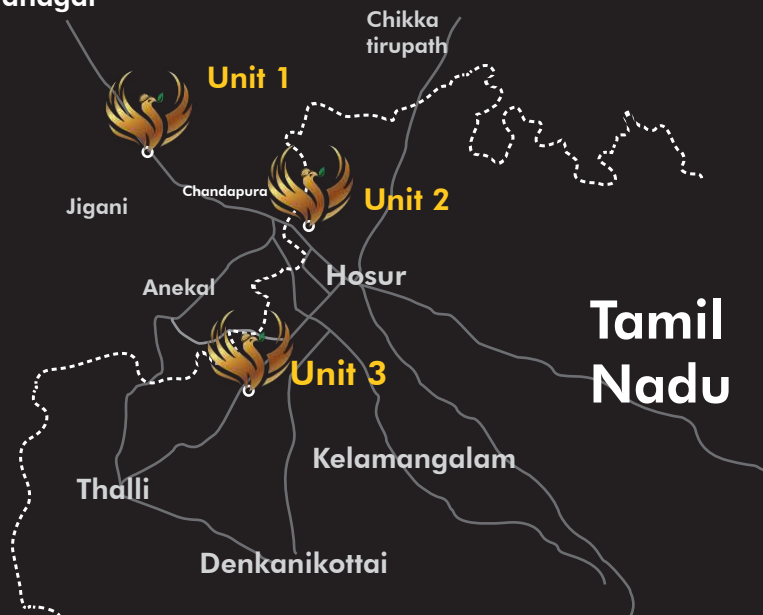 Chikka
tirupath
Unit 1
Chandapura
Unit 2
Jigani
Hosur
Anekal
Tamil
Nadu
Unit 3
Kelamangalam
Thalli
Denkanikottai